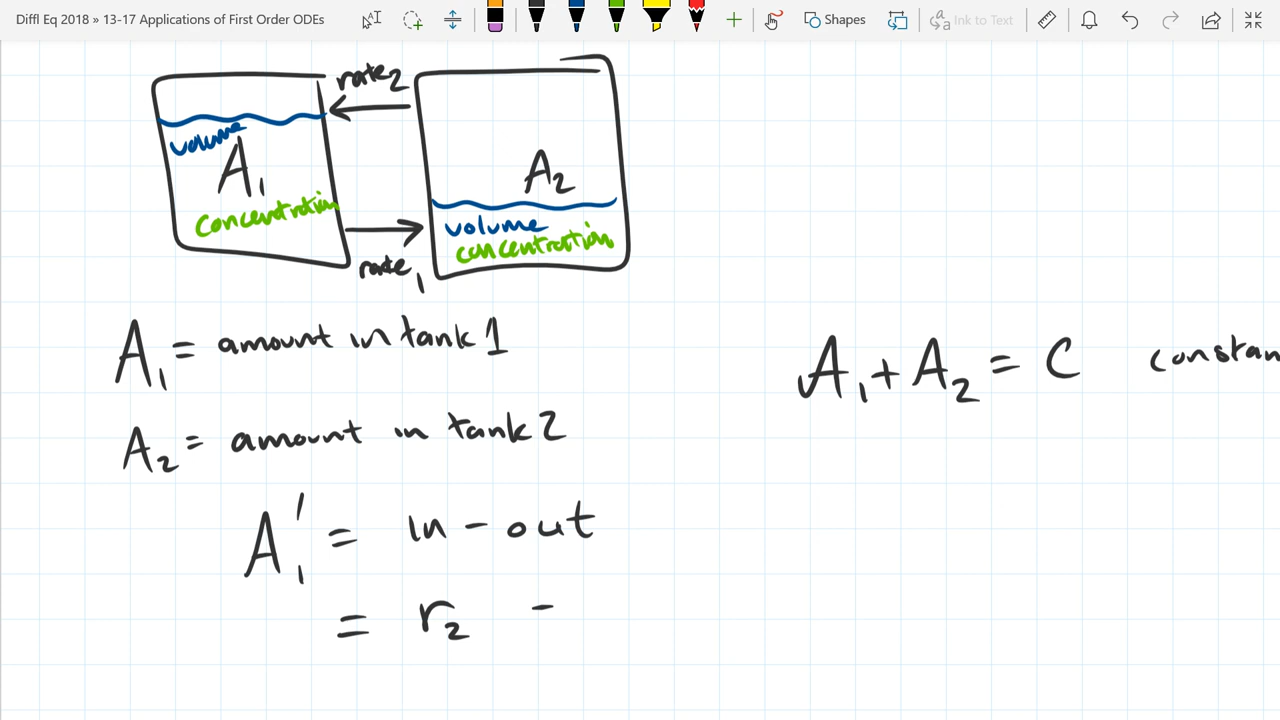 Diffl Eq 2018 » 13-17 Applications of First Order ODEs
Shapes
Ink to Text
rate2
volume
A1
concentration
A2
volume
concentration
rate1
A1 = amount in tank 1
A1 + A2 = C constan
A2 = amount in tank 2
A1' = in - out
= r2 -